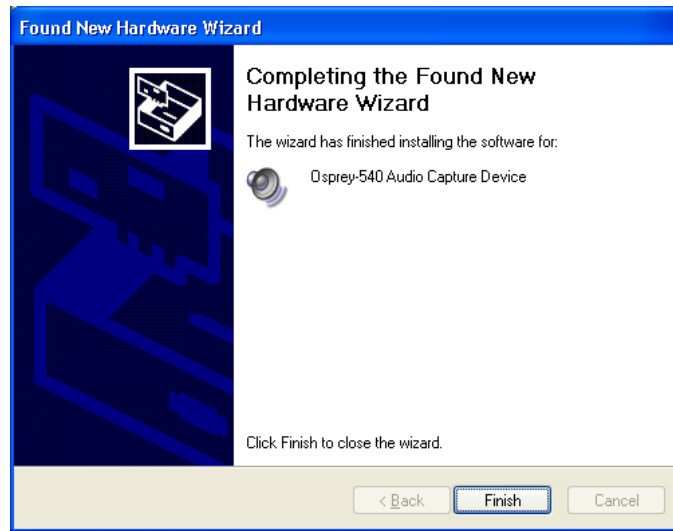 Found New Hardware Wizard
Completing the Found New
Hardware Wizard
The wizard has finished installing the software for:
Osprey-540 Audio Capture Device
Click Finish to close the wizard.
< Back
Finish
Cancel